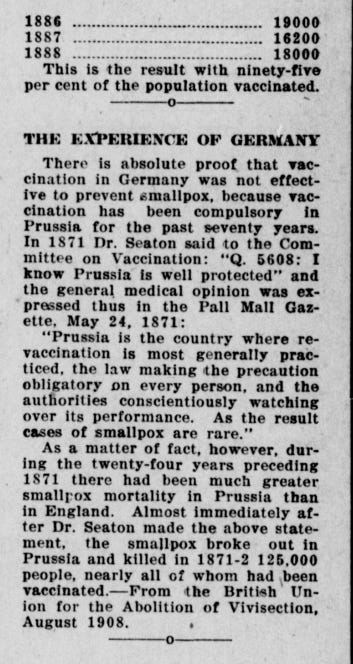 1886 ................................ 19000
1887 ................................ 16200
1888 ................................ 18000
This is the result with ninety-five
per cent of the population vaccinated.
———o———
THE EXPERIENCE OF GERMANY
There is absolute proof that vac-
cination in Germany was not effect-
ive to prevent smallpox, because vac-
cination has been compulsory in
Prussia for the past seventy years.
In 1871 Dr. Seaton said to the Com-
mittee on Vaccination: "Q. 5608: I
know Prussia is well protected" and
the general medical opinion was ex-
pressed thus in the Pall Mall Gaz-
ette, May 24, 1871:
"Prussia is the country where re-
vaccination is most generally prac-
ticed, the law making the precaution
obligatory on every person, and the
authorities conscientiously watching
over its performance. As the result
cases of smallpox are rare."
As a matter of fact, however, dur-
ing the twenty-four years preceding
1871 there had been much greater
smallpox mortality in Prussia than
in England. Almost immediately af-
ter Dr. Seaton made the above state-
ment, the smallpox broke out in
Prussia and killed in 1871-2 125,000
people, nearly all of whom had been
vaccinated.—From the British Un-
ion for the Abolition of Vivisection,
August 1908.
———o———